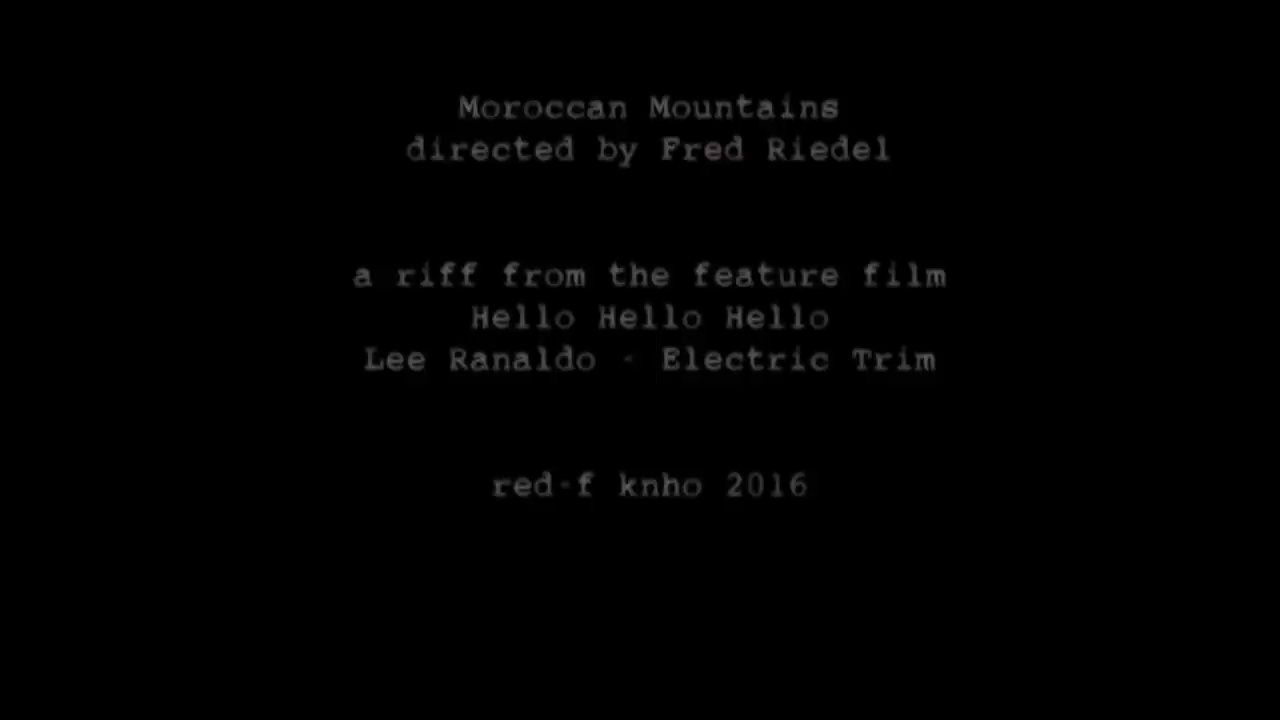 Moroccan Mountains
directed by Fred Riedel
a riff from the feature film
Hello Hello Hello
Lee Ranaldo - Electric Trim
red-f knho 2016